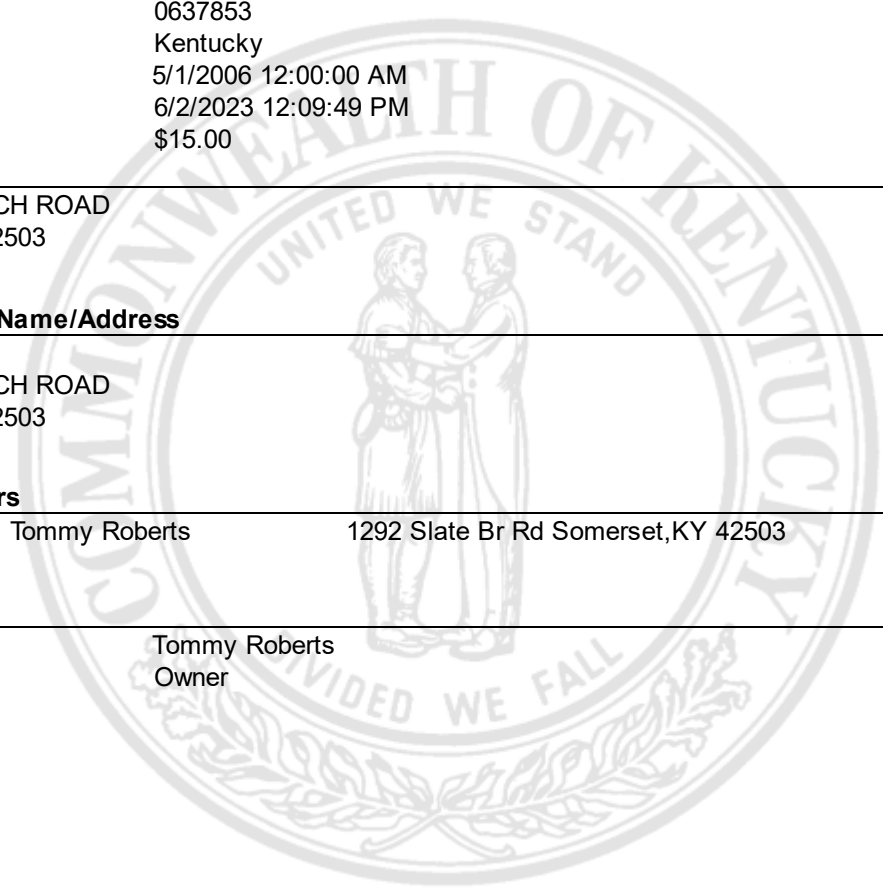 0637853
Kentucky
5/1/2006 12:00:00 AM
6/2/2023 12:09:49 PM
$15.00
CH ROAD
2503
Name/Address
CH ROAD
2503
rs
Tommy Roberts 1292 Slate Br Rd Somerset,KY 42503
Tommy Roberts
Owner
COMMONWEALTH OF KENTUCKY
UNITED WE STAND
DIVIDED WE FALL